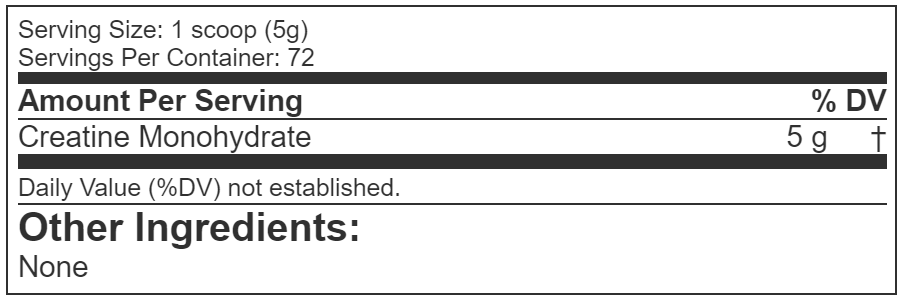 Serving Size: 1 scoop (5g)
Servings Per Container: 72
Amount Per Serving % DV
Creatine Monohydrate 5 g †
Daily Value (%DV) not established.
Other Ingredients:
None